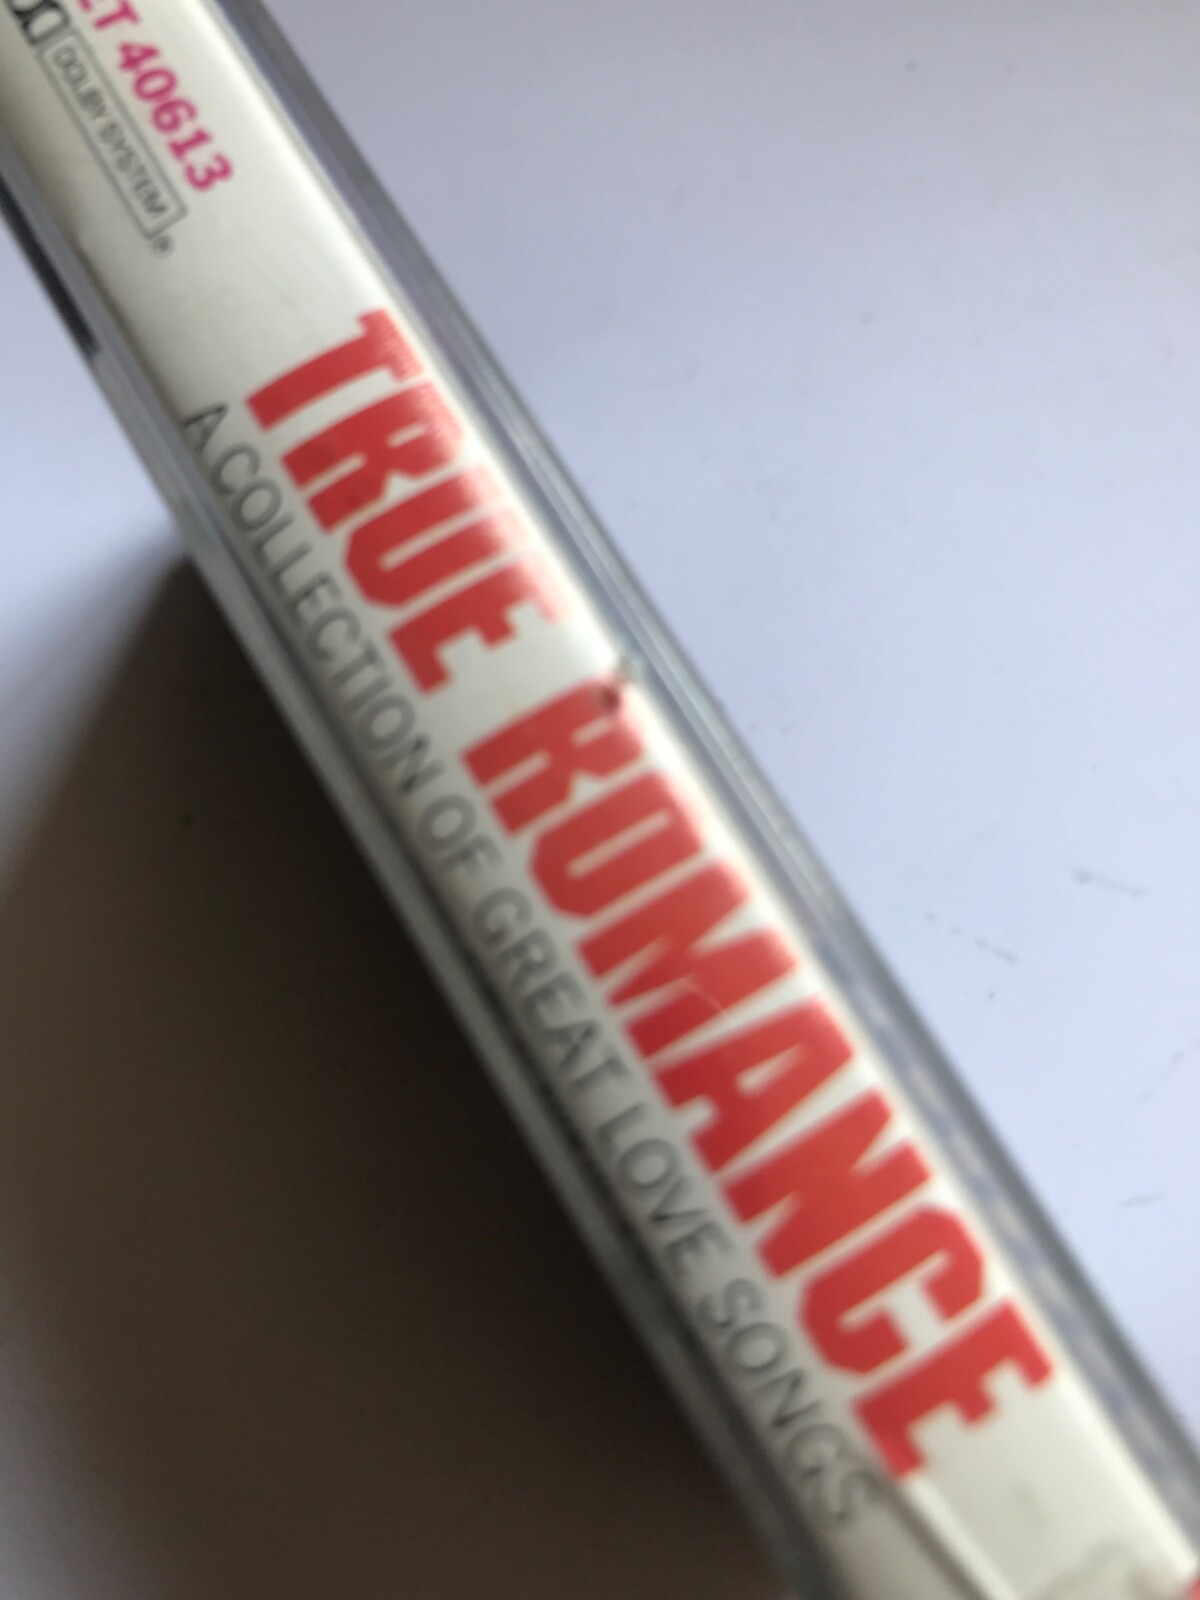 ET 40613
DOLBY SYSTEM®
TRUE ROMANCE
A COLLECTION OF GREAT LOVE SONGS